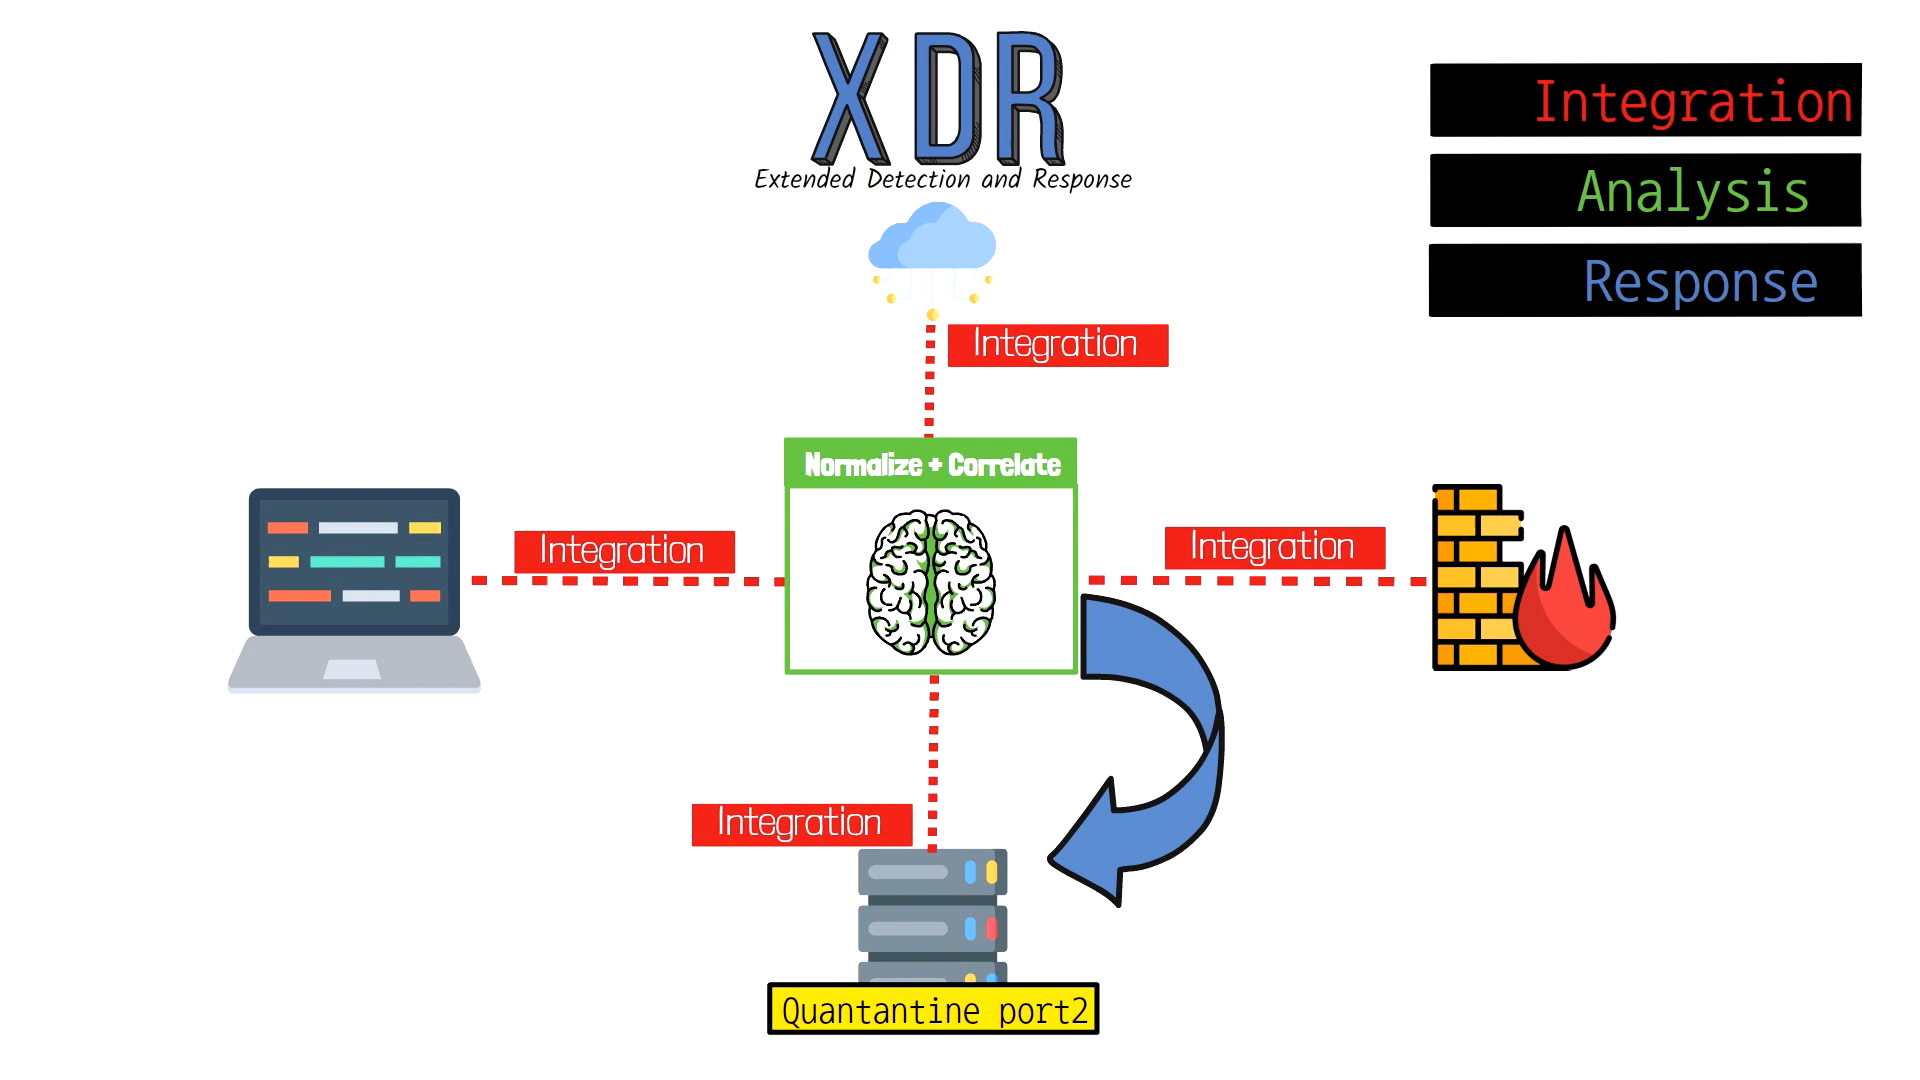 XDR
Extended Detection and Response
Integration
Analysis
Response
Integration
Normalize + Correlate
Integration
Integration
Integration
Quantantine port2